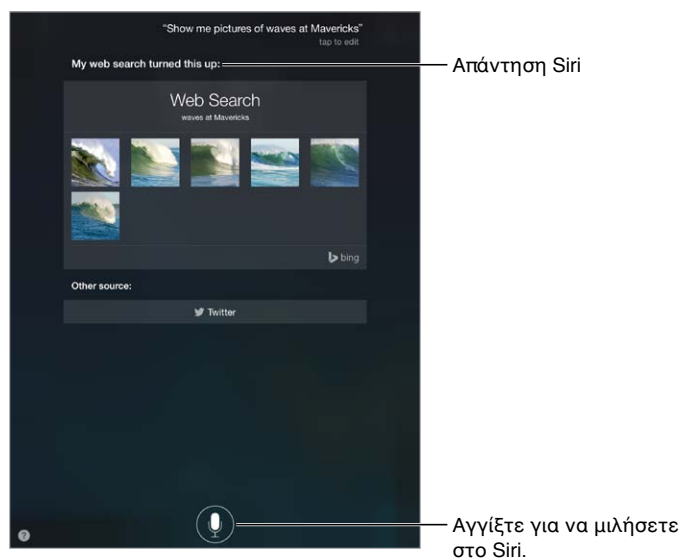 “Show me pictures of waves at Mavericks”
tap to edit
My web search turned this up:
Απάντηση Siri
Web Search
waves at Mavericks
bing
Other source:
Twitter
Αγγίξτε για να μιλήσετε
στο Siri.
?